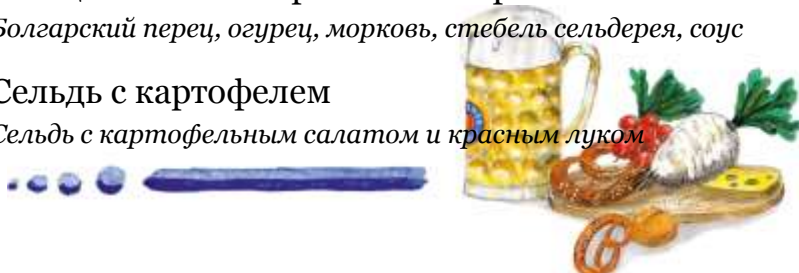 Болгарский перец, огурец, морковь, стебель сельдерея, соус
Сельдь с картофелем
Сельдь с картофельным салатом и красным луком